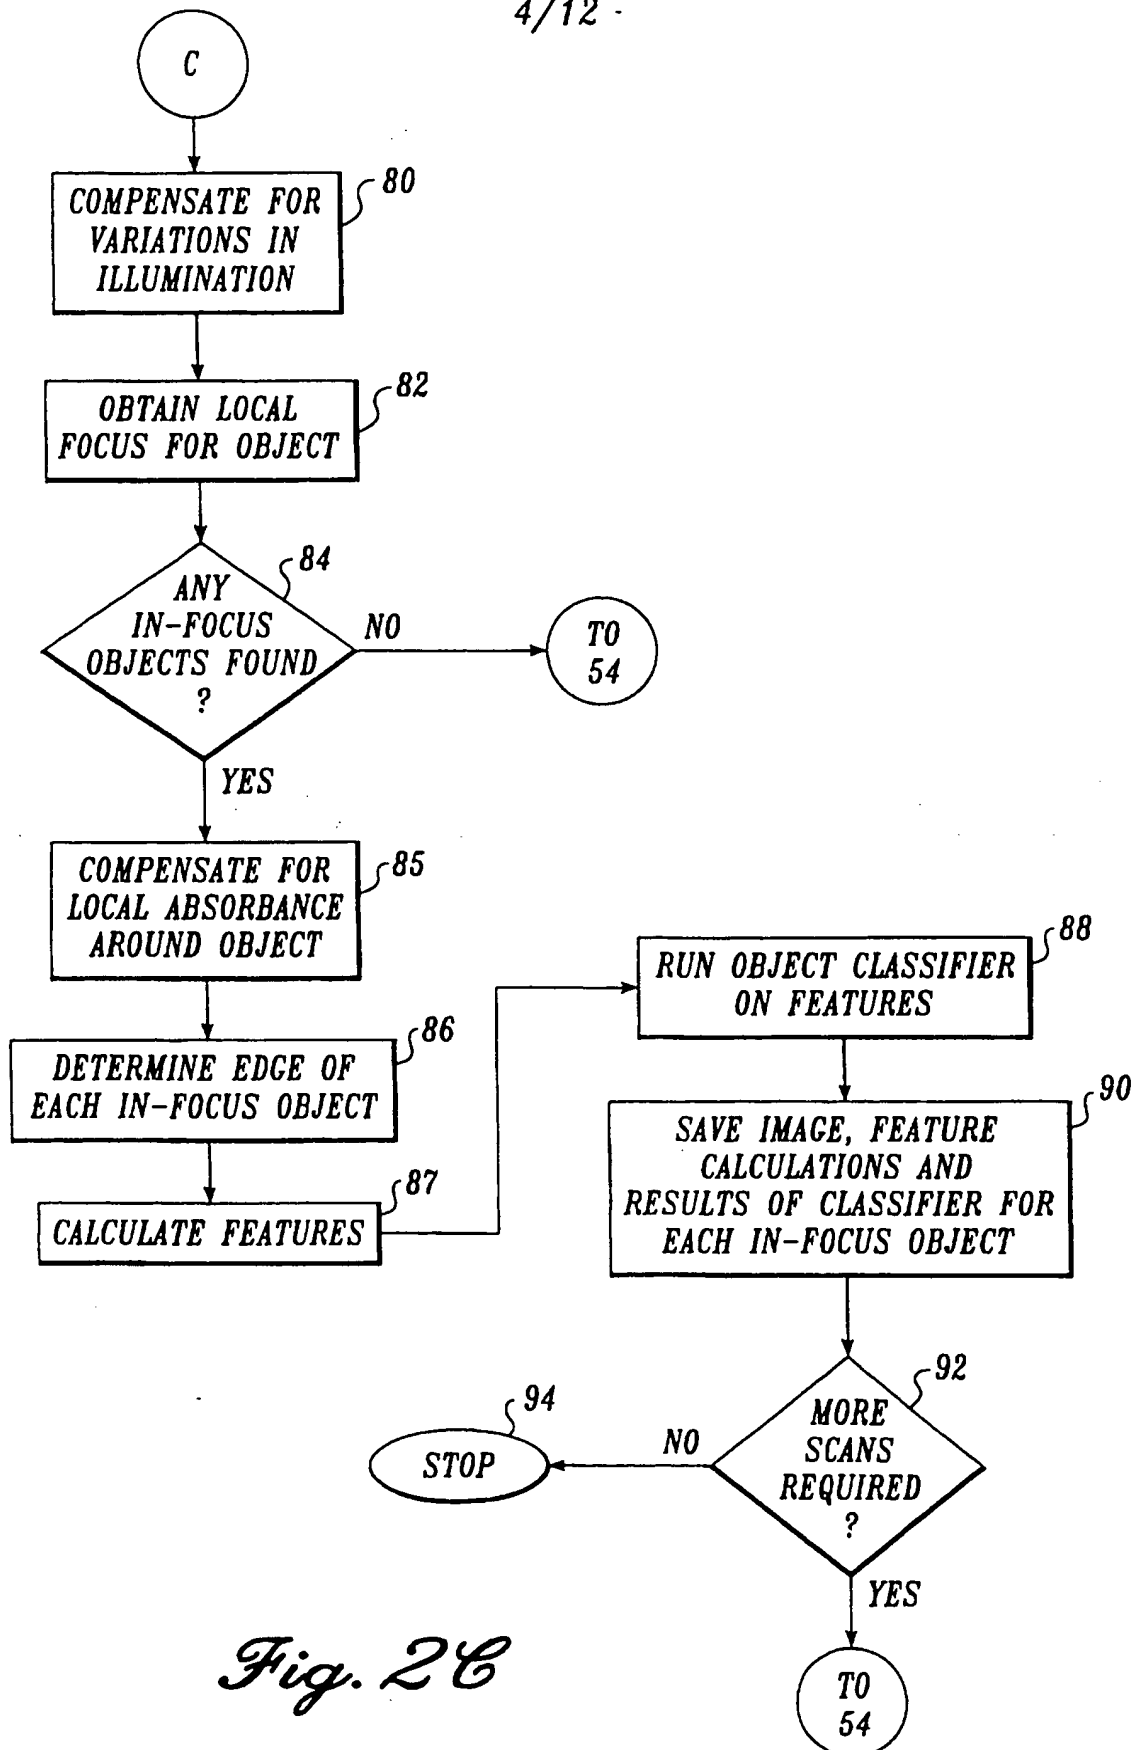 4/12
C
80
COMPENSATE FOR
VARIATIONS IN
ILLUMINATION
82
OBTAIN LOCAL
FOCUS FOR OBJECT
84
ANY
IN-FOCUS
OBJECTS FOUND
?
NO
TO
54
YES
85
COMPENSATE FOR
LOCAL ABSORBANCE
AROUND OBJECT
86
DETERMINE EDGE OF
EACH IN-FOCUS OBJECT
87
CALCULATE FEATURES
88
RUN OBJECT CLASSIFIER
ON FEATURES
90
SAVE IMAGE, FEATURE
CALCULATIONS AND
RESULTS OF CLASSIFIER FOR
EACH IN-FOCUS OBJECT
92
MORE
SCANS
REQUIRED
?
NO
94
STOP
YES
TO
54
Fig. 2C